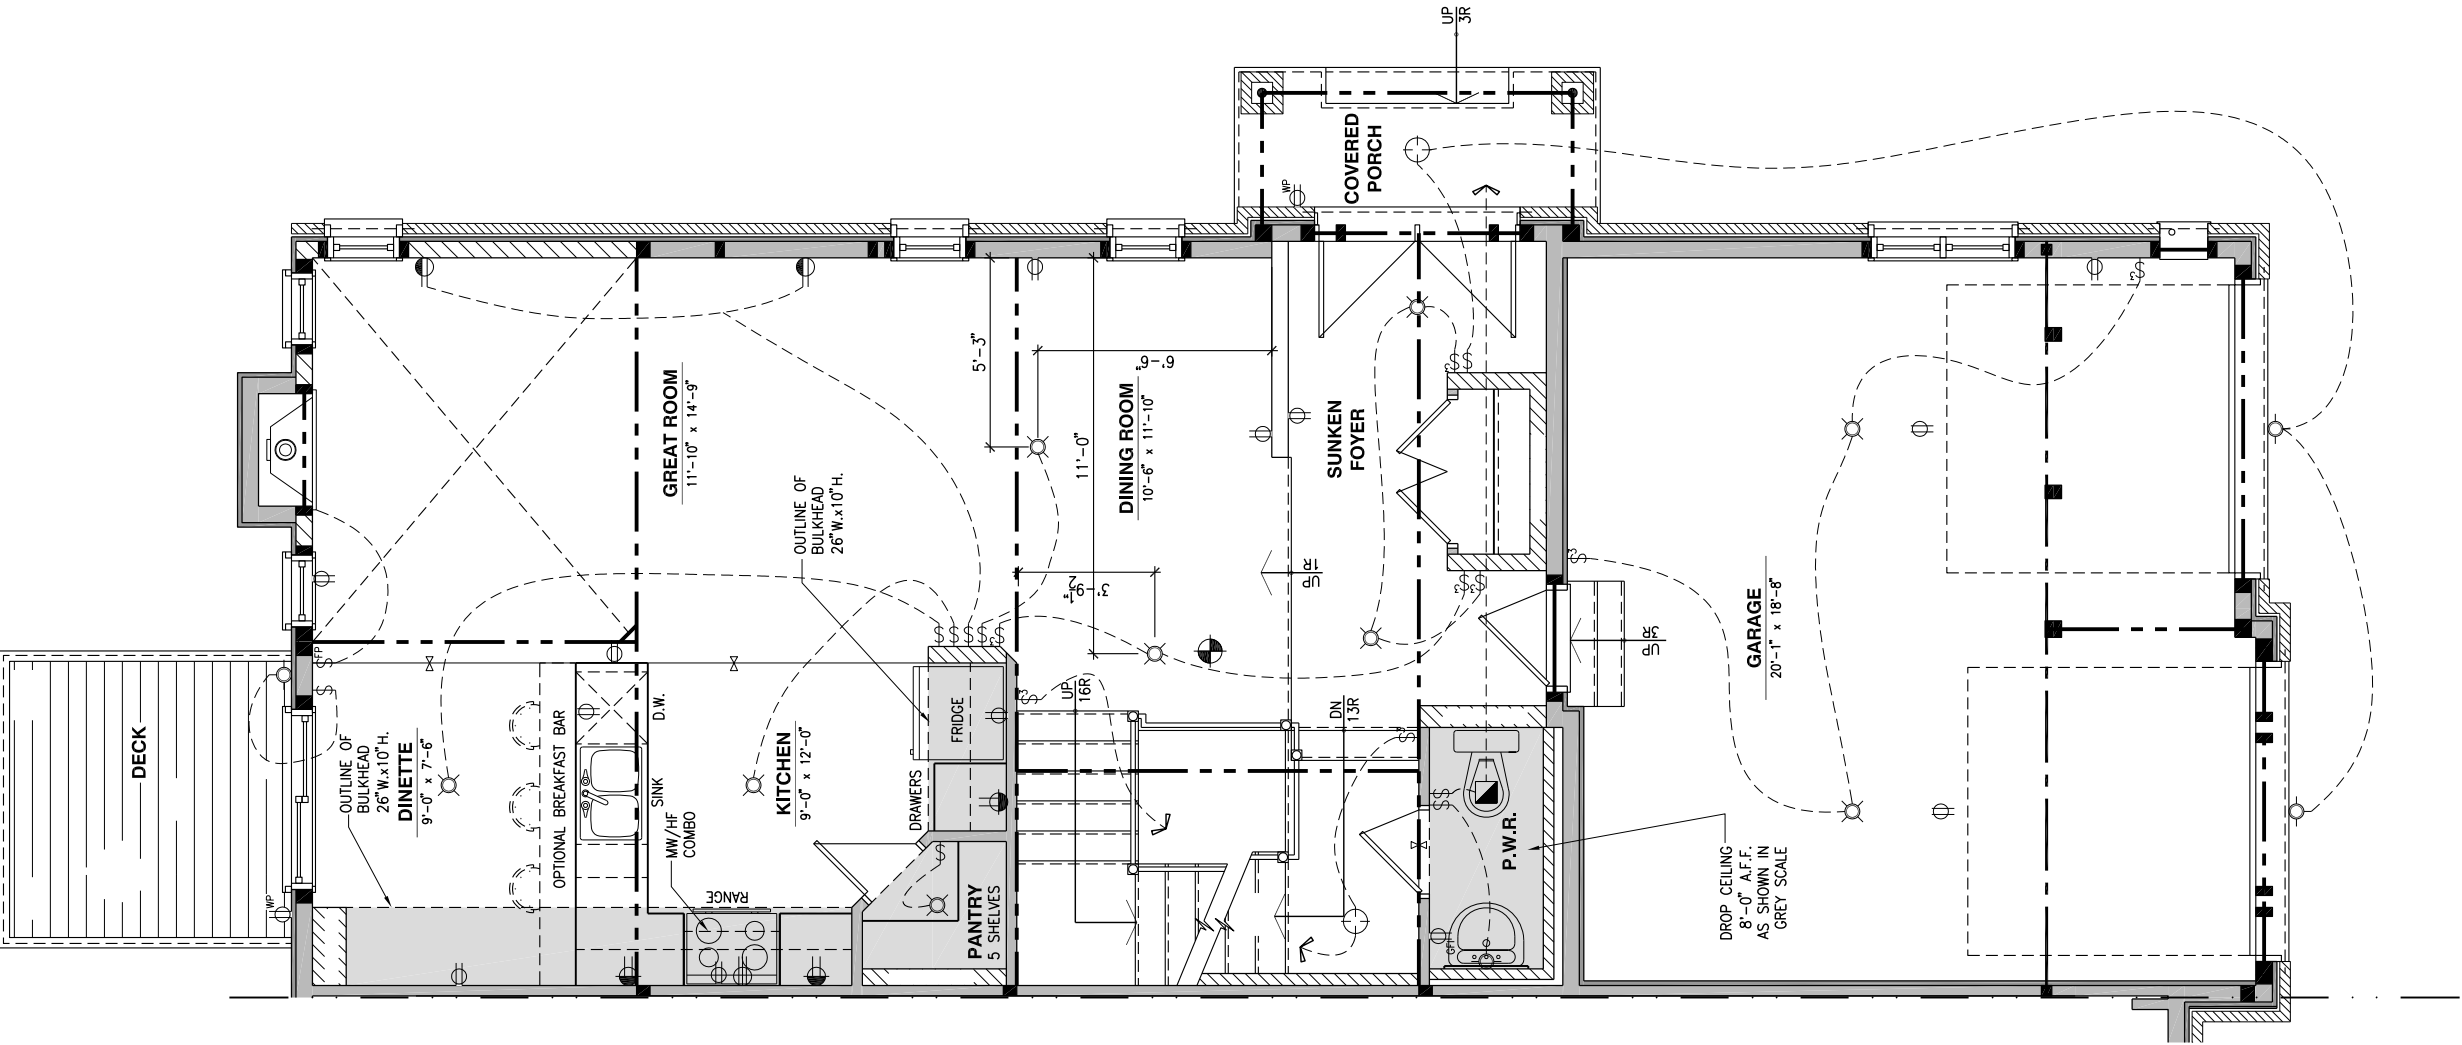 DECK
WP
FP
OUTLINE OF
BULKHEAD
26"W.x10"H.
DINETTE
9'-0" x 7'-6"
OPTIONAL BREAKFAST BAR
D.W.
SINK
MW/HF
COMBO
RANGE
GREAT ROOM
11'-10" x 14'-9"
KITCHEN
9'-0" x 12'-0"
OUTLINE OF
BULKHEAD
26"W.x10"H.
DRAWERS
FRIDGE
PANTRY
5 SHELVES
5'-3"
6'-6"
11'-0"
3'-9½"
DINING ROOM
10'-6" x 11'-10"
UP
16R
DN
13R
UP
1R
SUNKEN
FOYER
COVERED
PORCH
WP
UP
3R
UP
3R
P.W.R.
GFI
DROP CEILING
8'-0" A.F.F.
AS SHOWN IN
GREY SCALE
GARAGE
20'-1" x 18'-8"